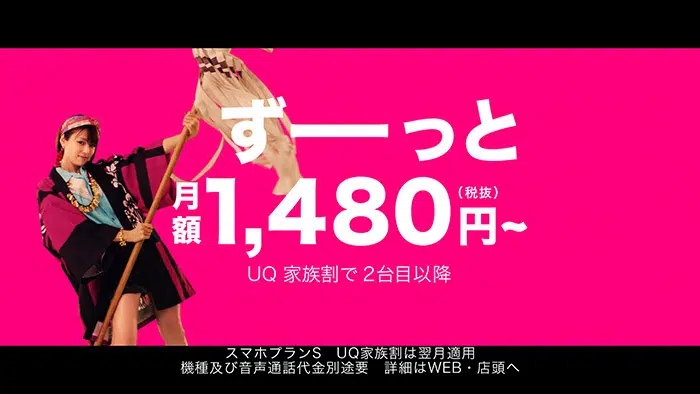 ずーっと
月額1,480円~(税抜)
UQ 家族割で 2台目以降
スマホプランS　UQ家族割は翌月適用
機種及び音声通話代金別途要　詳細はWEB・店頭へ